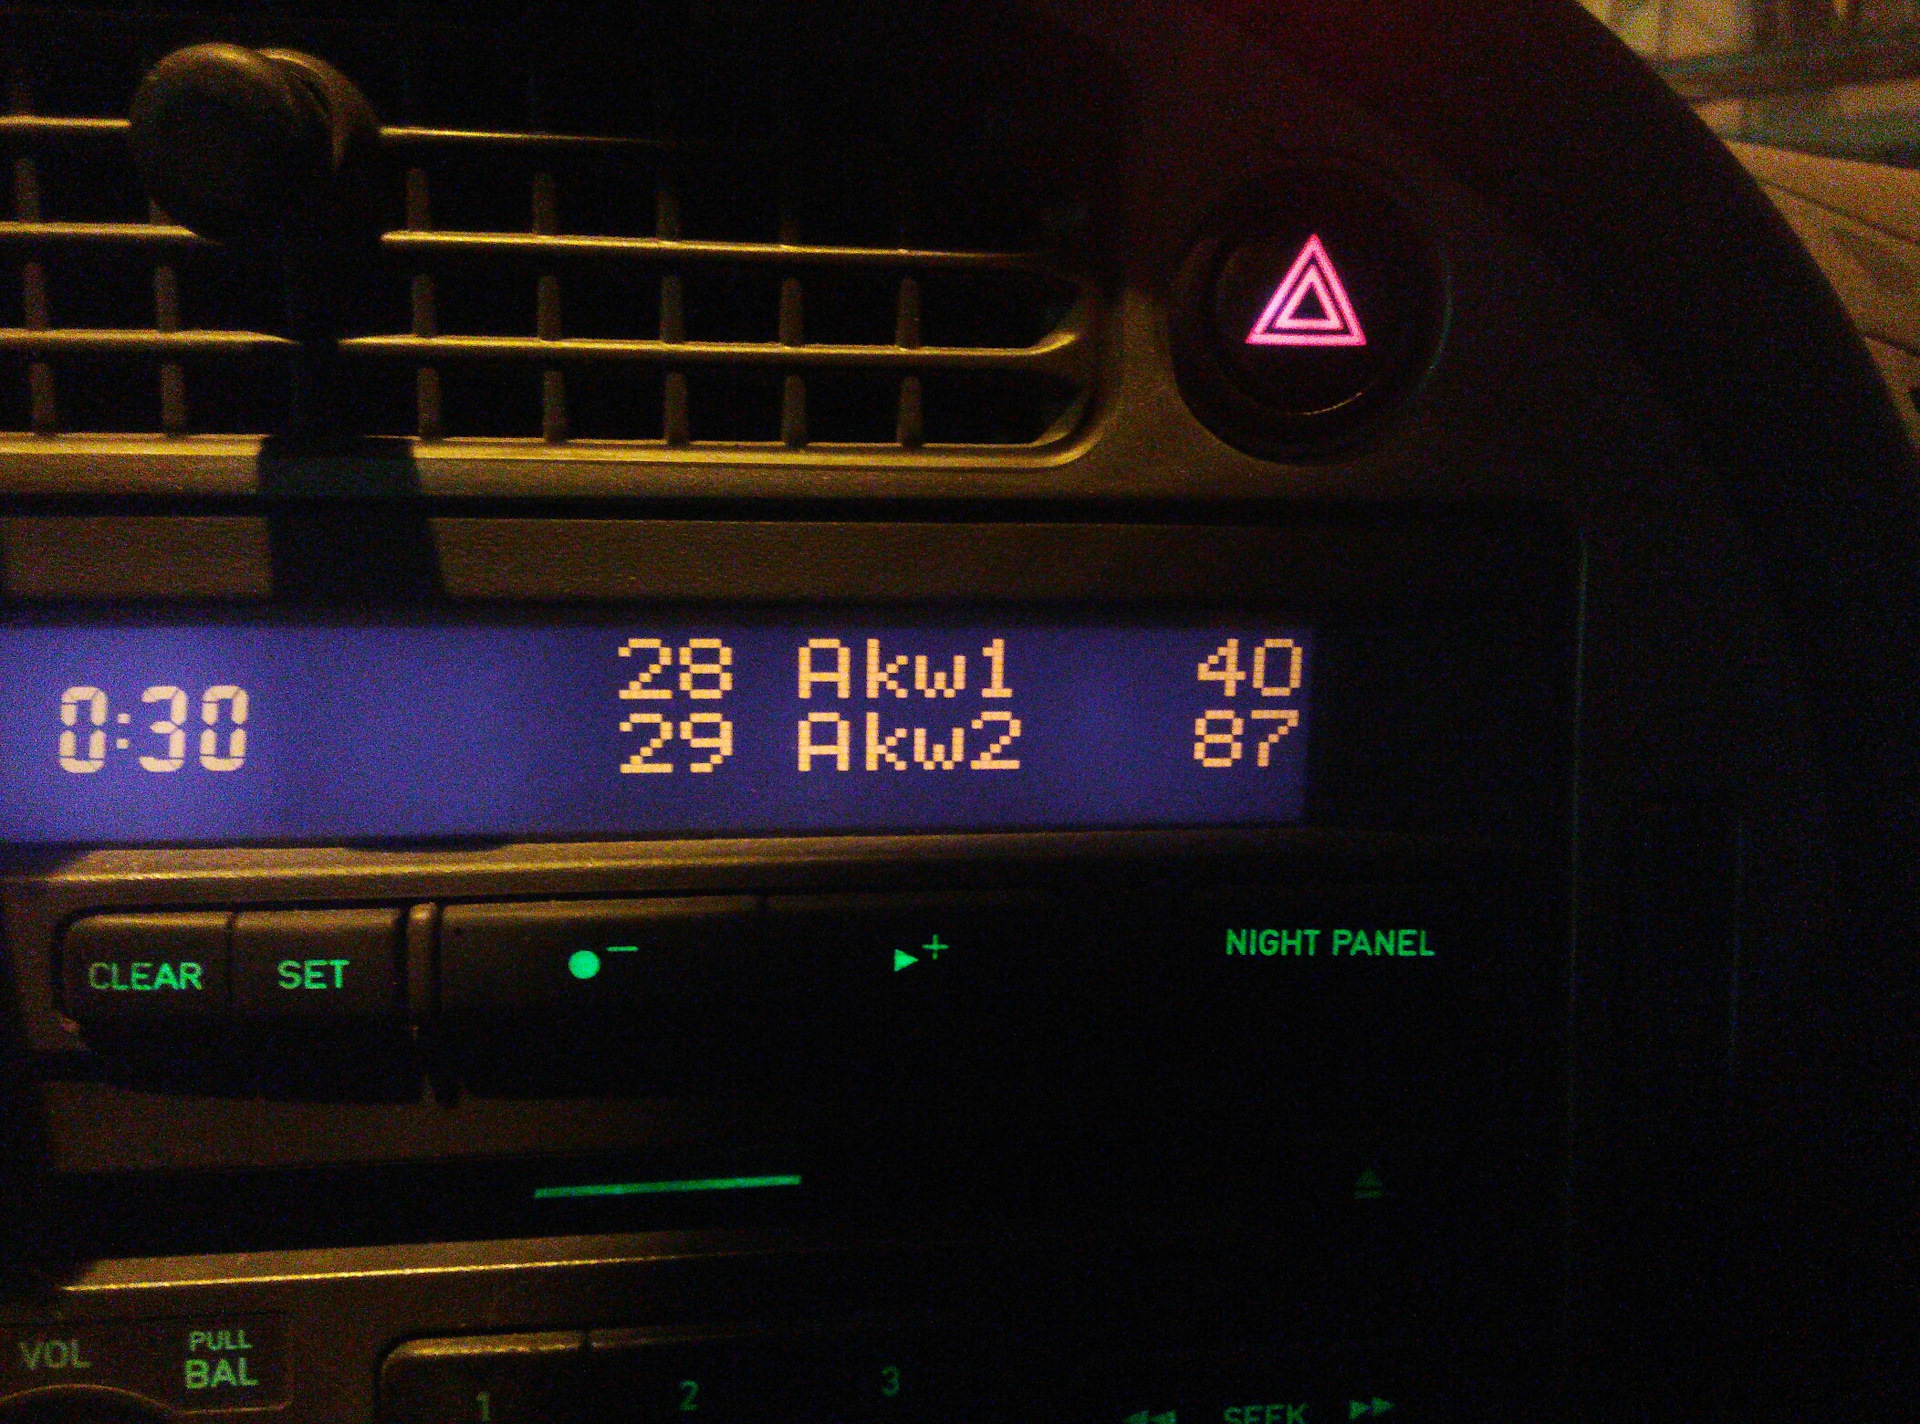 28 Akw1 40
0:30
29 Akw2 87
CLEAR SET - + NIGHT PANEL
VOL PULL
BAL
1 2 3
SEEK